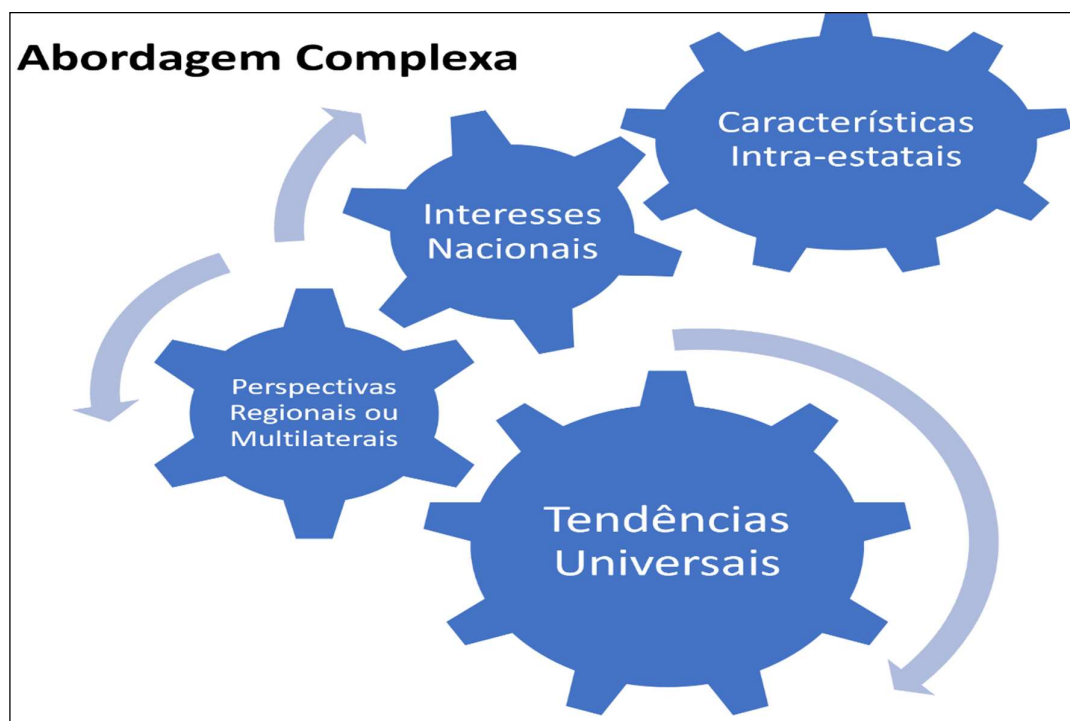 Abordagem Complexa
Características
Intra-estatais
Interesses
Nacionais
Perspectivas
Regionais ou
Multilaterais
Tendências
Universais